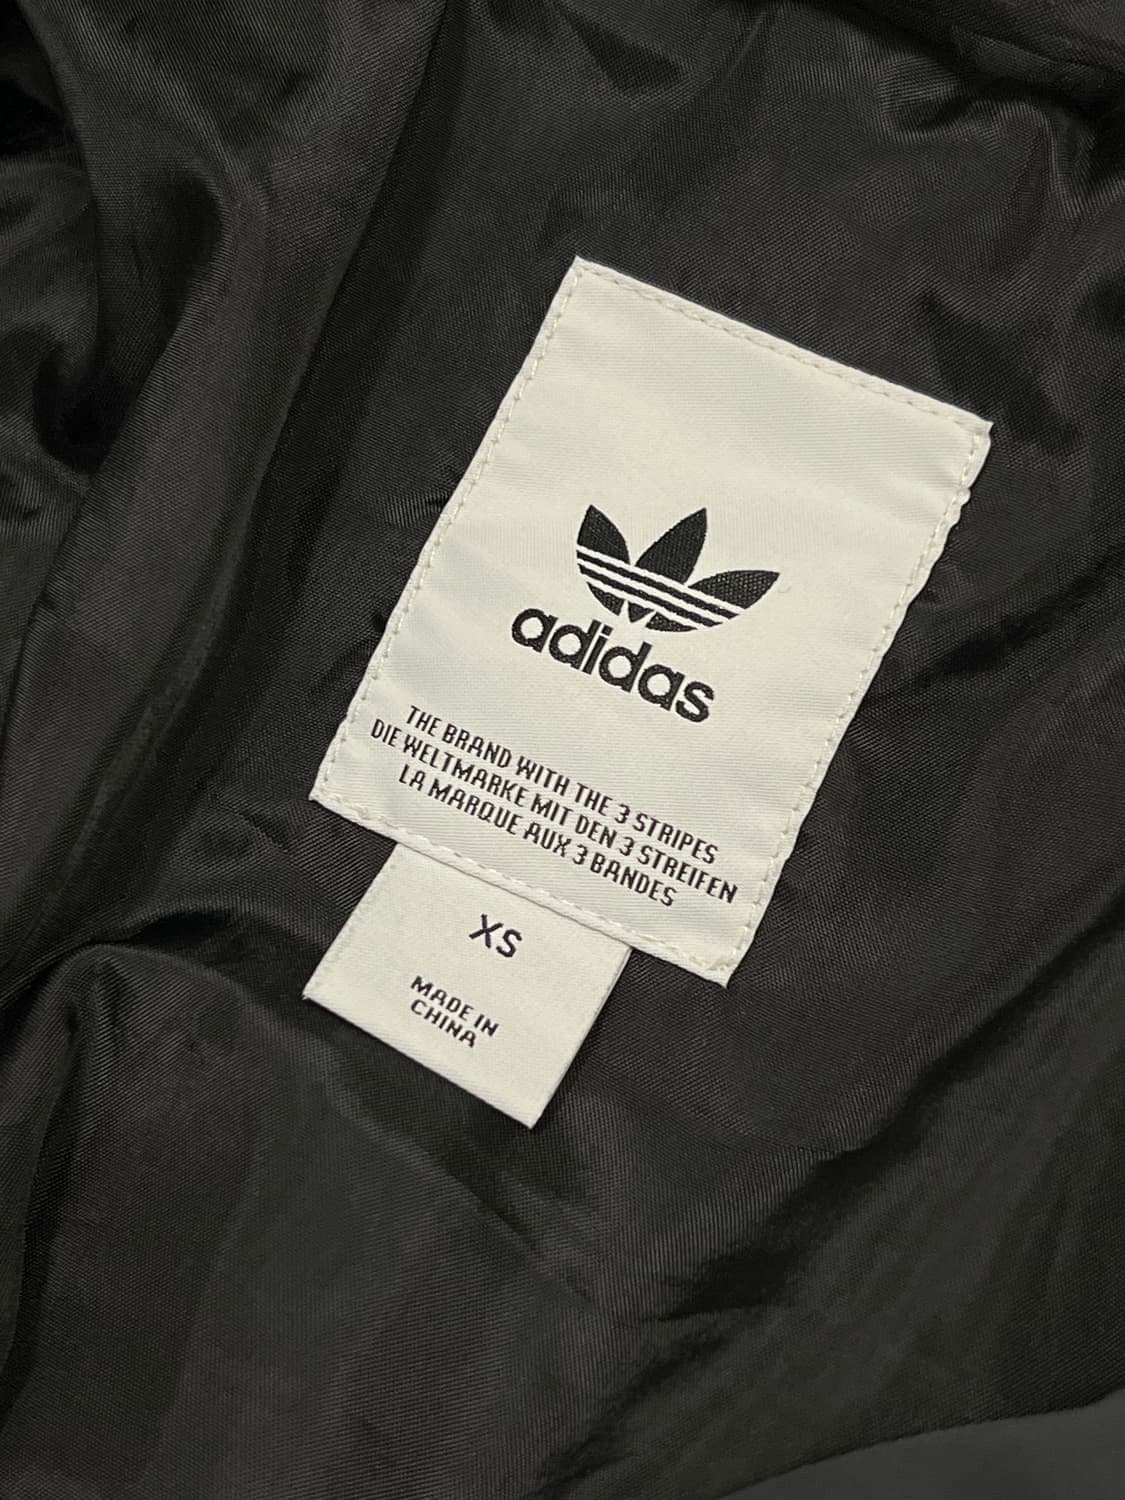 adidas
THE BRAND WITH THE 3 STRIPES
DIE WELTMARKE MIT DEN 3 STREIFEN
LA MARQUE AUX 3 BANDES
XS
MADE IN
CHINA